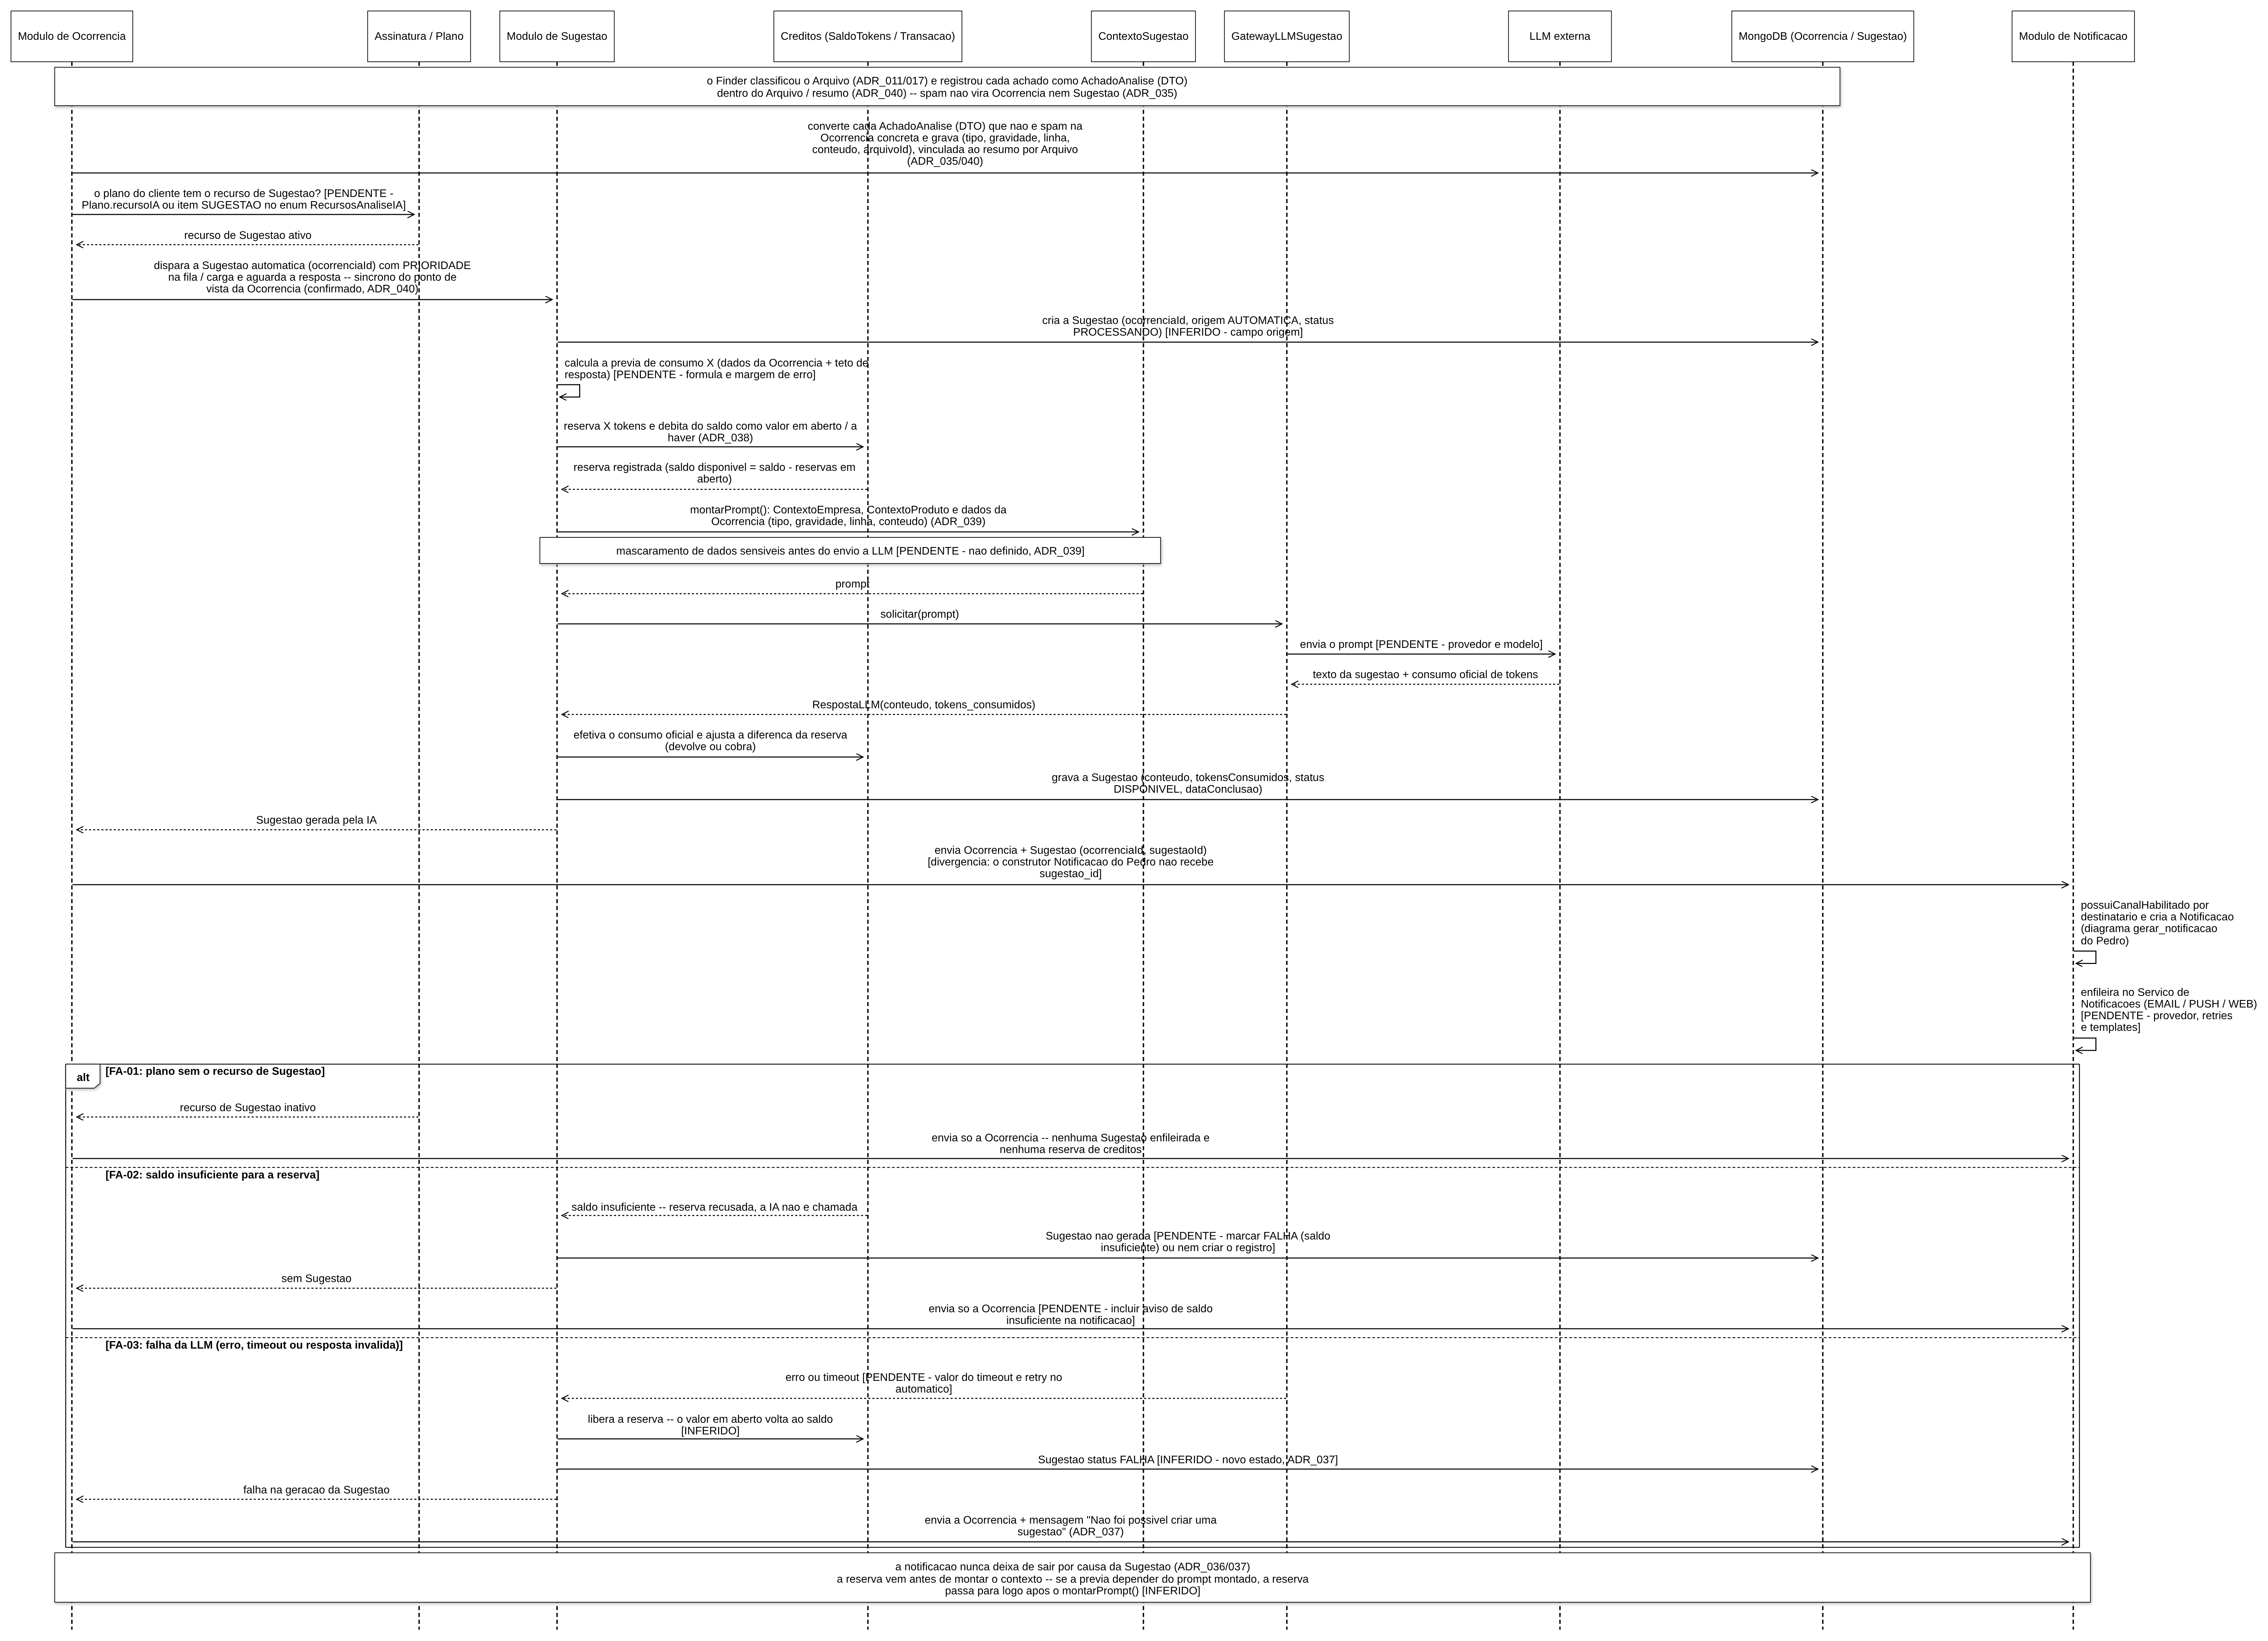 Modulo de Ocorrencia
Assinatura / Plano
Modulo de Sugestao
Creditos (SaldoTokens / Transacao)
ContextoSugestao
GatewayLLMSugestao
LLM externa
MongoDB (Ocorrencia / Sugestao)
Modulo de Notificacao
o Finder classificou o Arquivo (ADR_011/017) e registrou cada achado como AchadoAnalise (DTO)
dentro do Arquivo / resumo (ADR_040) -- spam nao vira Ocorrencia nem Sugestao (ADR_035)
converte cada AchadoAnalise (DTO) que nao e spam na
Ocorrencia concreta e grava (tipo, gravidade, linha,
conteudo, arquivoId), vinculada ao resumo por Arquivo
(ADR_035/040)
o plano do cliente tem o recurso de Sugestao? [PENDENTE -
Plano.recursoIA ou item SUGESTAO no enum RecursosAnaliseIA]
recurso de Sugestao ativo
dispara a Sugestao automatica (ocorrenciaId) com PRIORIDADE
na fila / carga e aguarda a resposta -- sincrono do ponto de
vista da Ocorrencia (confirmado, ADR_040)
cria a Sugestao (ocorrenciaId, origem AUTOMATICA, status
PROCESSANDO) [INFERIDO - campo origem]
calcula a previa de consumo X (dados da Ocorrencia + teto de
resposta) [PENDENTE - formula e margem de erro]
reserva X tokens e debita do saldo como valor em aberto / a
haver (ADR_038)
reserva registrada (saldo disponivel = saldo - reservas em
aberto)
montarPrompt(): ContextoEmpresa, ContextoProduto e dados da
Ocorrencia (tipo, gravidade, linha, conteudo) (ADR_039)
mascaramento de dados sensiveis antes do envio a LLM [PENDENTE - nao definido, ADR_039]
prompt
solicitar(prompt)
envia o prompt [PENDENTE - provedor e modelo]
texto da sugestao + consumo oficial de tokens
RespostaLLM(conteudo, tokens_consumidos)
efetiva o consumo oficial e ajusta a diferenca da reserva
(devolve ou cobra)
grava a Sugestao (conteudo, tokensConsumidos, status
DISPONIVEL, dataConclusao)
Sugestao gerada pela IA
envia Ocorrencia + Sugestao (ocorrenciaId, sugestaoId)
[divergencia: o construtor Notificacao do Pedro nao recebe
sugestao_id]
possuiCanalHabilitado por
destinatario e cria a Notificacao
(diagrama gerar_notificacao
do Pedro)
enfileira no Servico de
Notificacoes (EMAIL / PUSH / WEB)
[PENDENTE - provedor, retries
e templates]
alt
[FA-01: plano sem o recurso de Sugestao]
recurso de Sugestao inativo
envia so a Ocorrencia -- nenhuma Sugestao enfileirada e
nenhuma reserva de creditos
[FA-02: saldo insuficiente para a reserva]
saldo insuficiente -- reserva recusada, a IA nao e chamada
Sugestao nao gerada [PENDENTE - marcar FALHA (saldo
insuficiente) ou nem criar o registro]
sem Sugestao
envia so a Ocorrencia [PENDENTE - incluir aviso de saldo
insuficiente na notificacao]
[FA-03: falha da LLM (erro, timeout ou resposta invalida)]
erro ou timeout [PENDENTE - valor do timeout e retry no
automatico]
libera a reserva -- o valor em aberto volta ao saldo
[INFERIDO]
Sugestao status FALHA [INFERIDO - novo estado, ADR_037]
falha na geracao da Sugestao
envia a Ocorrencia + mensagem "Nao foi possivel criar uma
sugestao" (ADR_037)
a notificacao nunca deixa de sair por causa da Sugestao (ADR_036/037)
a reserva vem antes de montar o contexto -- se a previa depender do prompt montado, a reserva
passa para logo apos o montarPrompt() [INFERIDO]